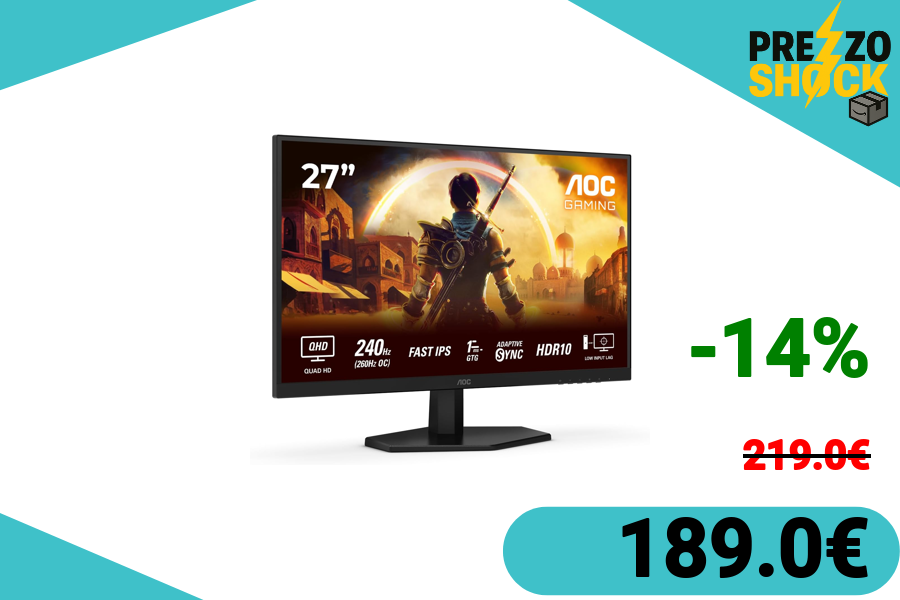 PREZZO
SHOCK
27”
AOC
GAMING
QHD
QUAD HD
240Hz
(260Hz OC)
FAST IPS
1ms
GTG
ADAPTIVE
SYNC
HDR10
LOW INPUT LAG
AOC
-14%
219.0€
189.0€